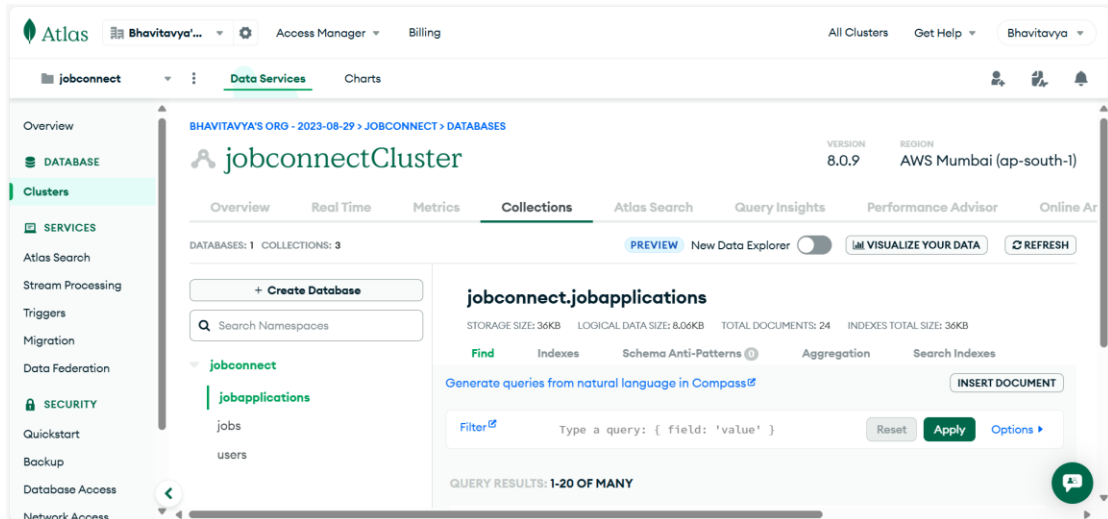 Atlas Bhavitavya'... Access Manager Billing All Clusters Get Help Bhavitavya
jobconnect Data Services Charts
Overview
DATABASE
Clusters
SERVICES
Atlas Search
Stream Processing
Triggers
Migration
Data Federation
SECURITY
Quickstart
Backup
Database Access
Network Access
BHAVITAVYA'S ORG - 2023-08-29 > JOBCONNECT > DATABASES
jobconnectCluster
VERSION
8.0.9
REGION
AWS Mumbai (ap-south-1)
Overview Real Time Metrics Collections Atlas Search Query Insights Performance Advisor Online Ar
DATABASES: 1 COLLECTIONS: 3 PREVIEW New Data Explorer VISUALIZE YOUR DATA REFRESH
+ Create Database
Search Namespaces
jobconnect
jobapplications
jobs
users
jobconnect.jobapplications
STORAGE SIZE: 36KB LOGICAL DATA SIZE: 8.06KB TOTAL DOCUMENTS: 24 INDEXES TOTAL SIZE: 36KB
Find Indexes Schema Anti-Patterns 0 Aggregation Search Indexes
Generate queries from natural language in Compass INSERT DOCUMENT
Filter Type a query: { field: 'value' } Reset Apply Options
QUERY RESULTS: 1-20 OF MANY